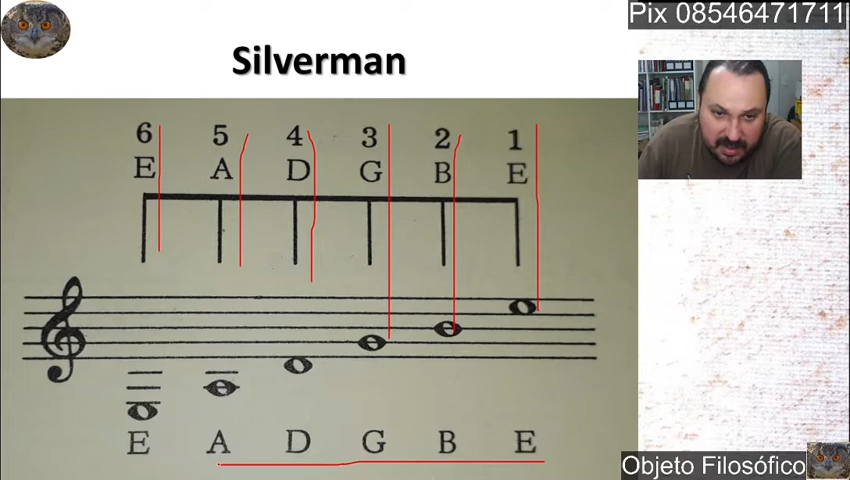 Pix 08546471711
Silverman
6 5 4 3 2 1
E A D G B E
E A D G B E
Objeto Filosófico